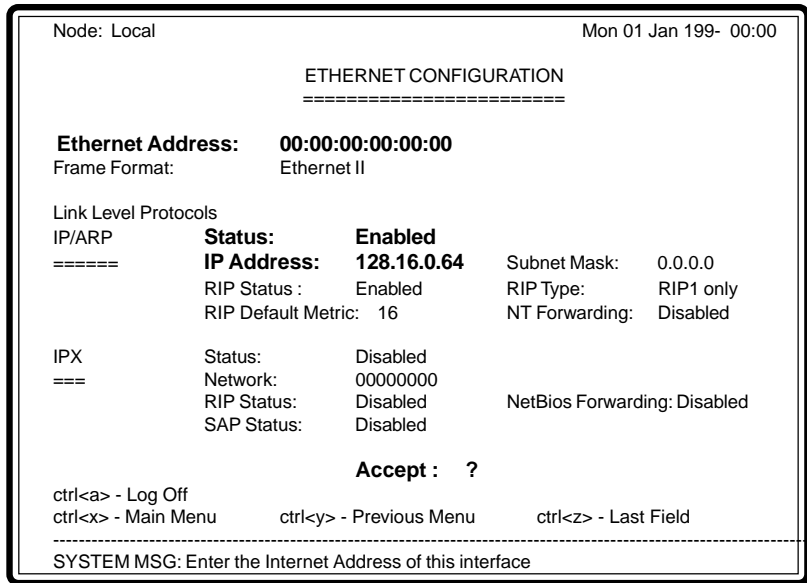 Node: Local Mon 01 Jan 199- 00:00
ETHERNET CONFIGURATION
========================
Ethernet Address: 00:00:00:00:00:00
Frame Format: Ethernet II
Link Level Protocols
IP/ARP Status: Enabled
====== IP Address: 128.16.0.64 Subnet Mask: 0.0.0.0
RIP Status : Enabled RIP Type: RIP1 only
RIP Default Metric: 16 NT Forwarding: Disabled
IPX Status: Disabled
=== Network: 00000000
RIP Status: Disabled NetBios Forwarding: Disabled
SAP Status: Disabled
Accept : ?
ctrl<a> - Log Off
ctrl<x> - Main Menu ctrl<y> - Previous Menu ctrl<z> - Last Field
--------------------------------------------------------------------------------
SYSTEM MSG: Enter the Internet Address of this interface